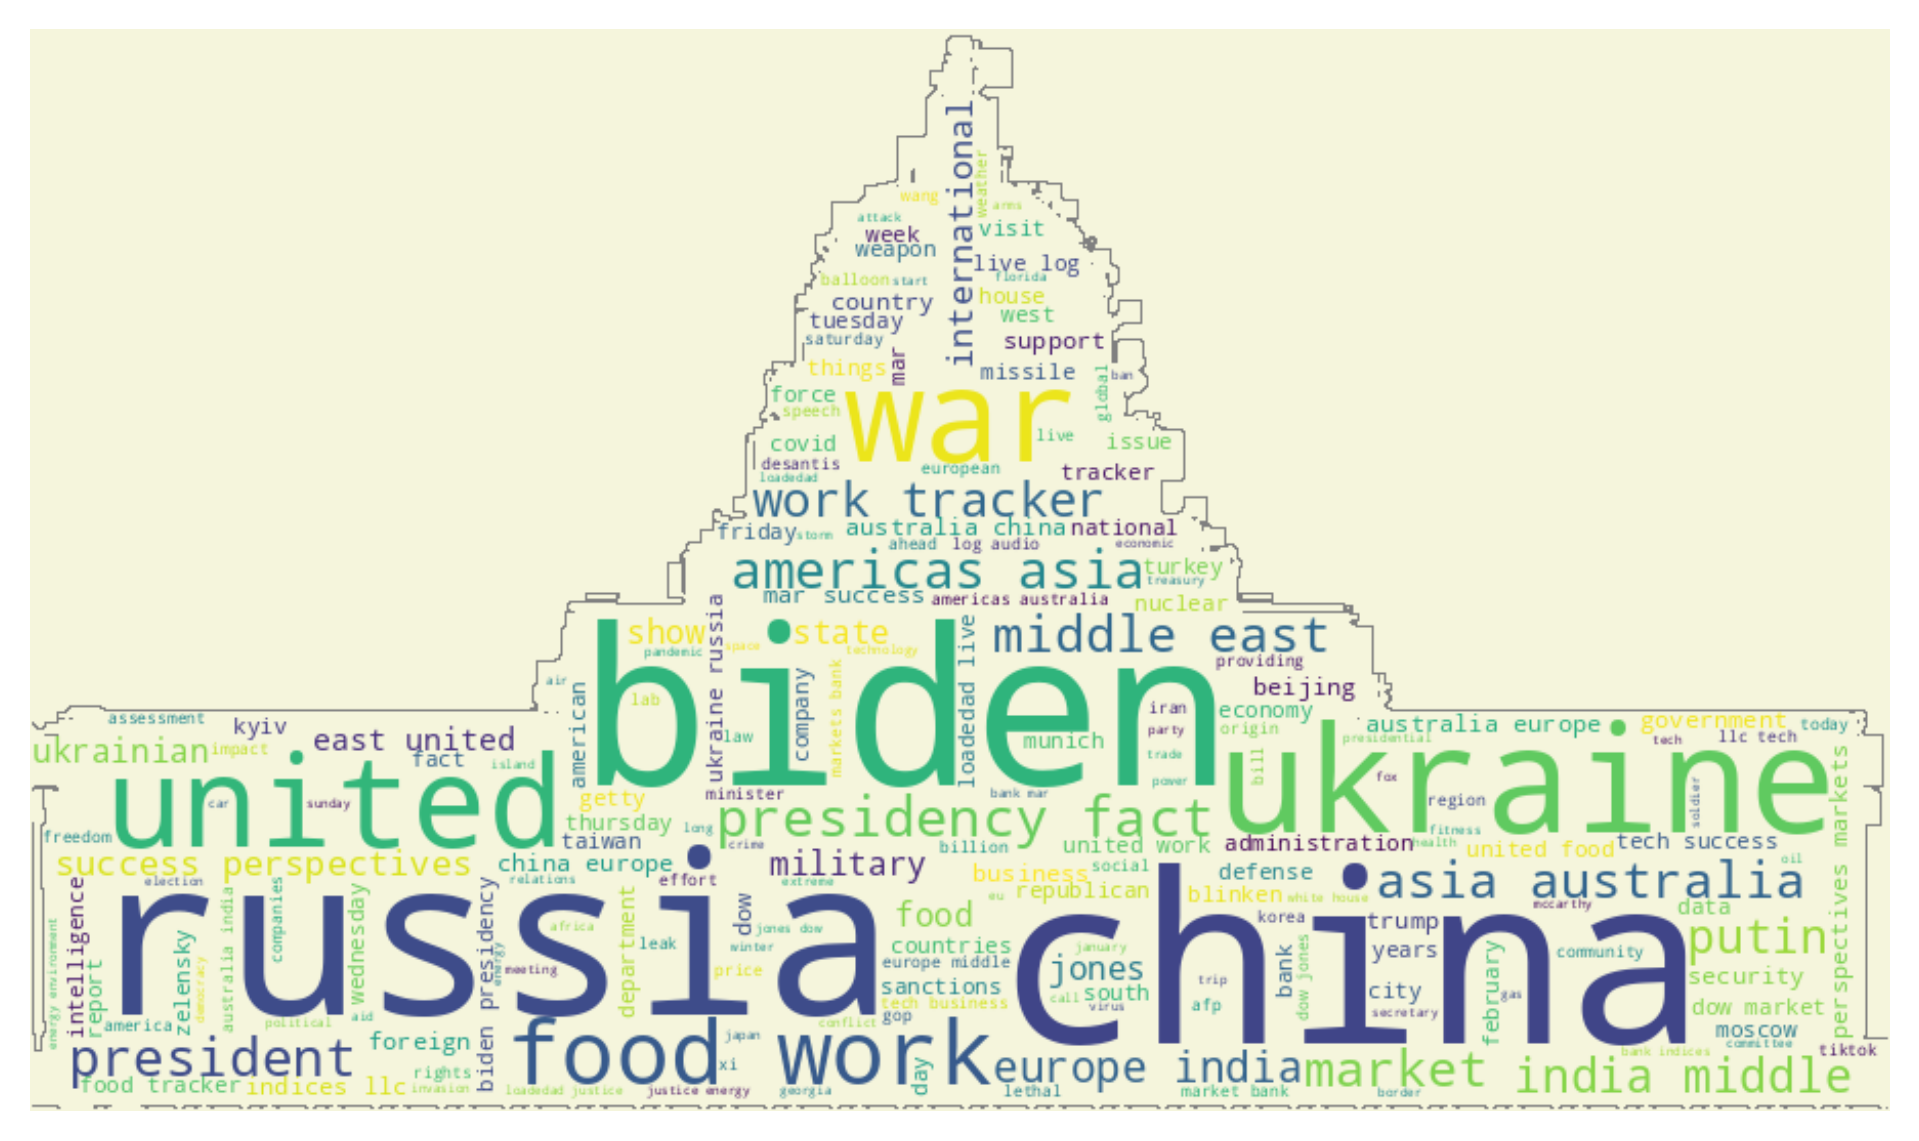 international
weather
wang
arms
attack
visit
week
weapon
live log
balloon
start
florida
country
house
tuesday
west
saturday
support
mar
things
missile
ban
global
force
speech
war
live
covid
issue
desantis
european
tracker
loadedad
work tracker
friday
storm
australia china
national
ahead
log audio
economic
americas asia
turkey
treasury
mar success
americas australia
nuclear
ukraine russia
show
state
loadedad live
middle east
pandemic
space
technology
biden
providing
air
american
lab
company
markets bank
beijing
iran
economy
assessment
kyiv
law
munich
party
origin
australia europe
government
today
ukrainian
impact
east united
fact
island
trade
bill
presidential
tech
llc tech
united
ukraine
power
fox
soldier
perspectives markets
car
sunday
getty
minister
bank mar
region
freedom
thursday
long
presidency fact
fitness
taiwan
crime
billion
united work
administration
health
united food
tech success
success perspectives
china europe
military
business
social
defense
oil
election
relations
effort
extreme
eu
republican
blinken
white house
asia australia
mccarthy
intelligence
companies
australia india
wednesday
biden presidency
department
dow
food
korea
trump
data
russia
china
energy environment
report
zelensky
democracy
africa
leak
jones dow
winter
countries
january
bank
dow jones
years
february
community
putin
energy
meeting
price
europe middle
jones
trip
security
sanctions
call
south
city
gas
america
political
aid
tech business
virus
afp
secretary
dow market
conflict
gop
moscow
president
foreign
food work
japan
committee
bank indices
tiktok
xi
day
europe india
market
india middle
food tracker
indices llc
rights
invasion
loadedad justice
justice energy
georgia
lethal
market bank
border